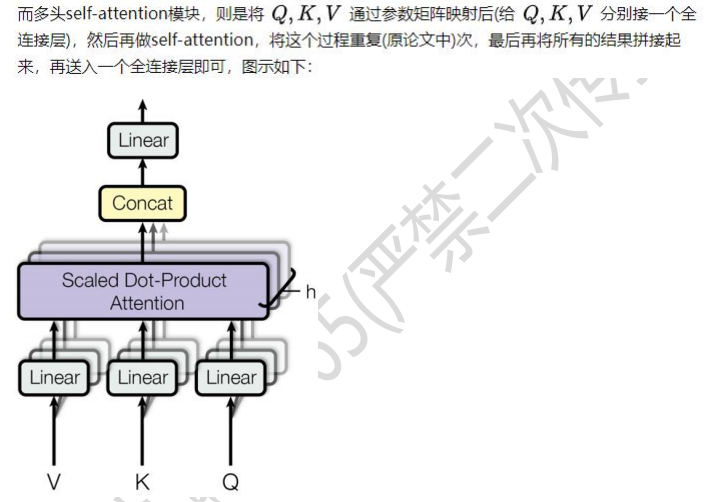 而多头self-attention模块，则是将 Q, K, V 通过参数矩阵映射后(给 Q, K, V 分别接一个全
连接层)，然后再做self-attention，将这个过程重复(原论文中)次，最后再将所有的结果拼接起
来，再送入一个全连接层即可，图示如下：
Linear
Concat
Scaled Dot-Product
Attention
h
Linear Linear Linear
V K Q
65(严禁二次传